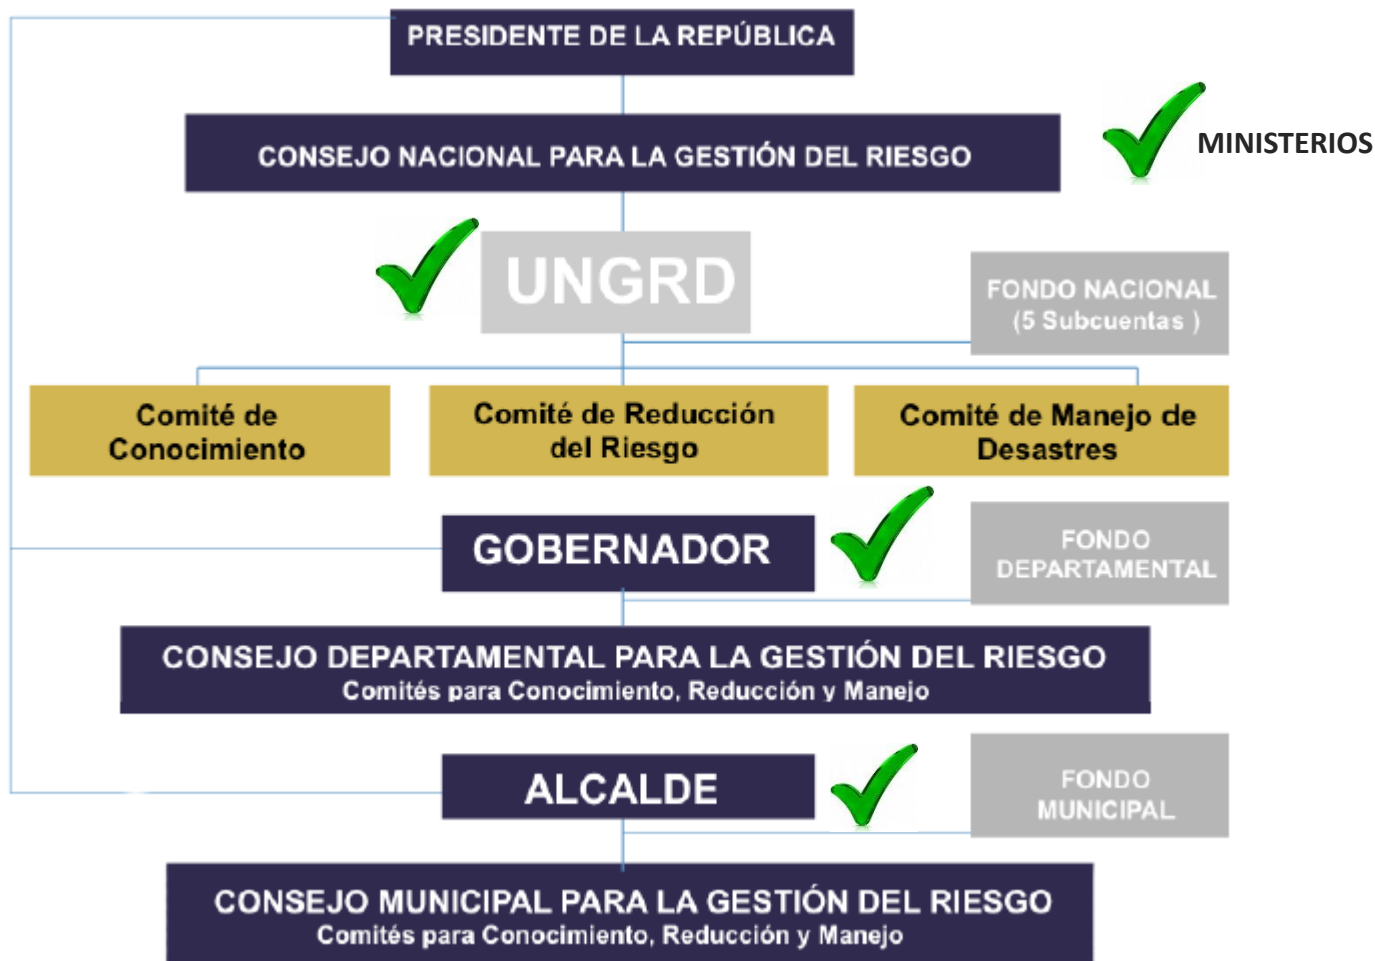 PRESIDENTE DE LA REPÚBLICA
CONSEJO NACIONAL PARA LA GESTIÓN DEL RIESGO
MINISTERIOS
UNGRD
FONDO NACIONAL
(5 Subcuentas )
Comité de
Conocimiento
Comité de Reducción
del Riesgo
Comité de Manejo de
Desastres
GOBERNADOR
FONDO
DEPARTAMENTAL
CONSEJO DEPARTAMENTAL PARA LA GESTIÓN DEL RIESGO
Comités para Conocimiento, Reducción y Manejo
ALCALDE
FONDO
MUNICIPAL
CONSEJO MUNICIPAL PARA LA GESTIÓN DEL RIESGO
Comités para Conocimiento, Reducción y Manejo